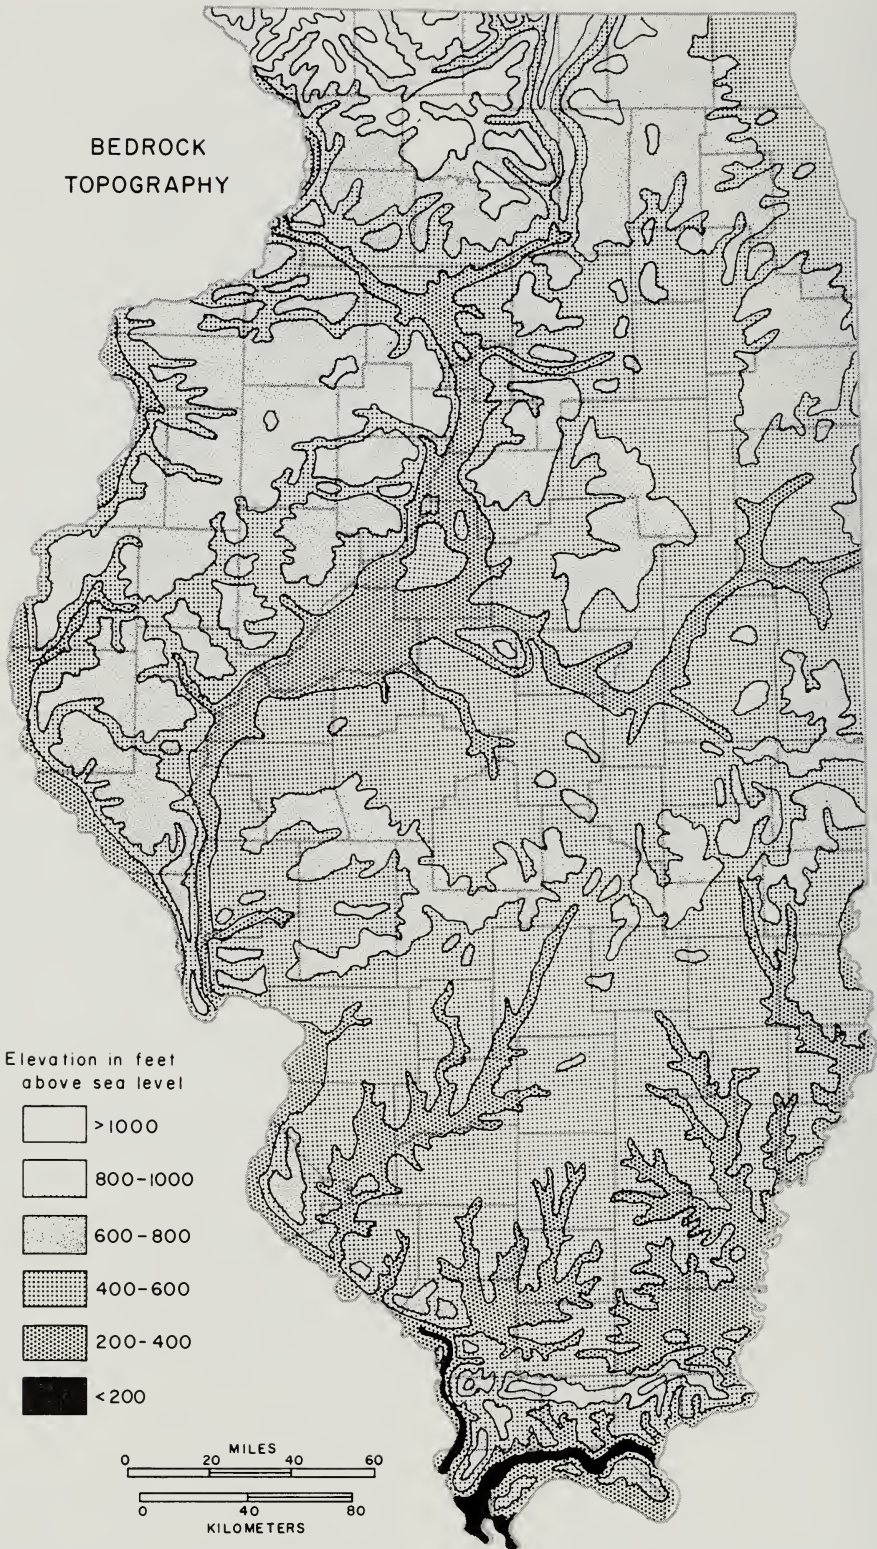 BEDROCK
TOPOGRAPHY
Elevation in feet
above sea level
>1000
800-1000
600-800
400-600
200-400
<200
MILES
0 20 40 60
0 40 80
KILOMETERS